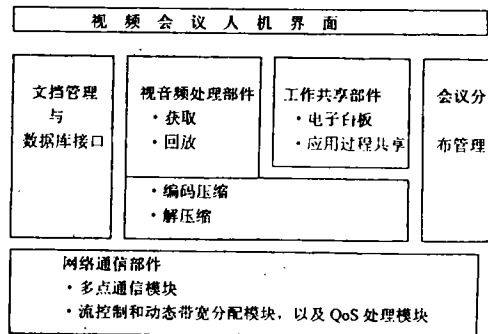 视频会议人机界面
文挡管理
与
数据库接口
视音频处理部件
·获取
·回放
工作共享部件
·电子白板
·应用过程共享
会议分
布管理
·编码压缩
·解压缩
网络通信部件
·多点通信模块
·流控制和动态带宽分配模块，以及QoS处理模块